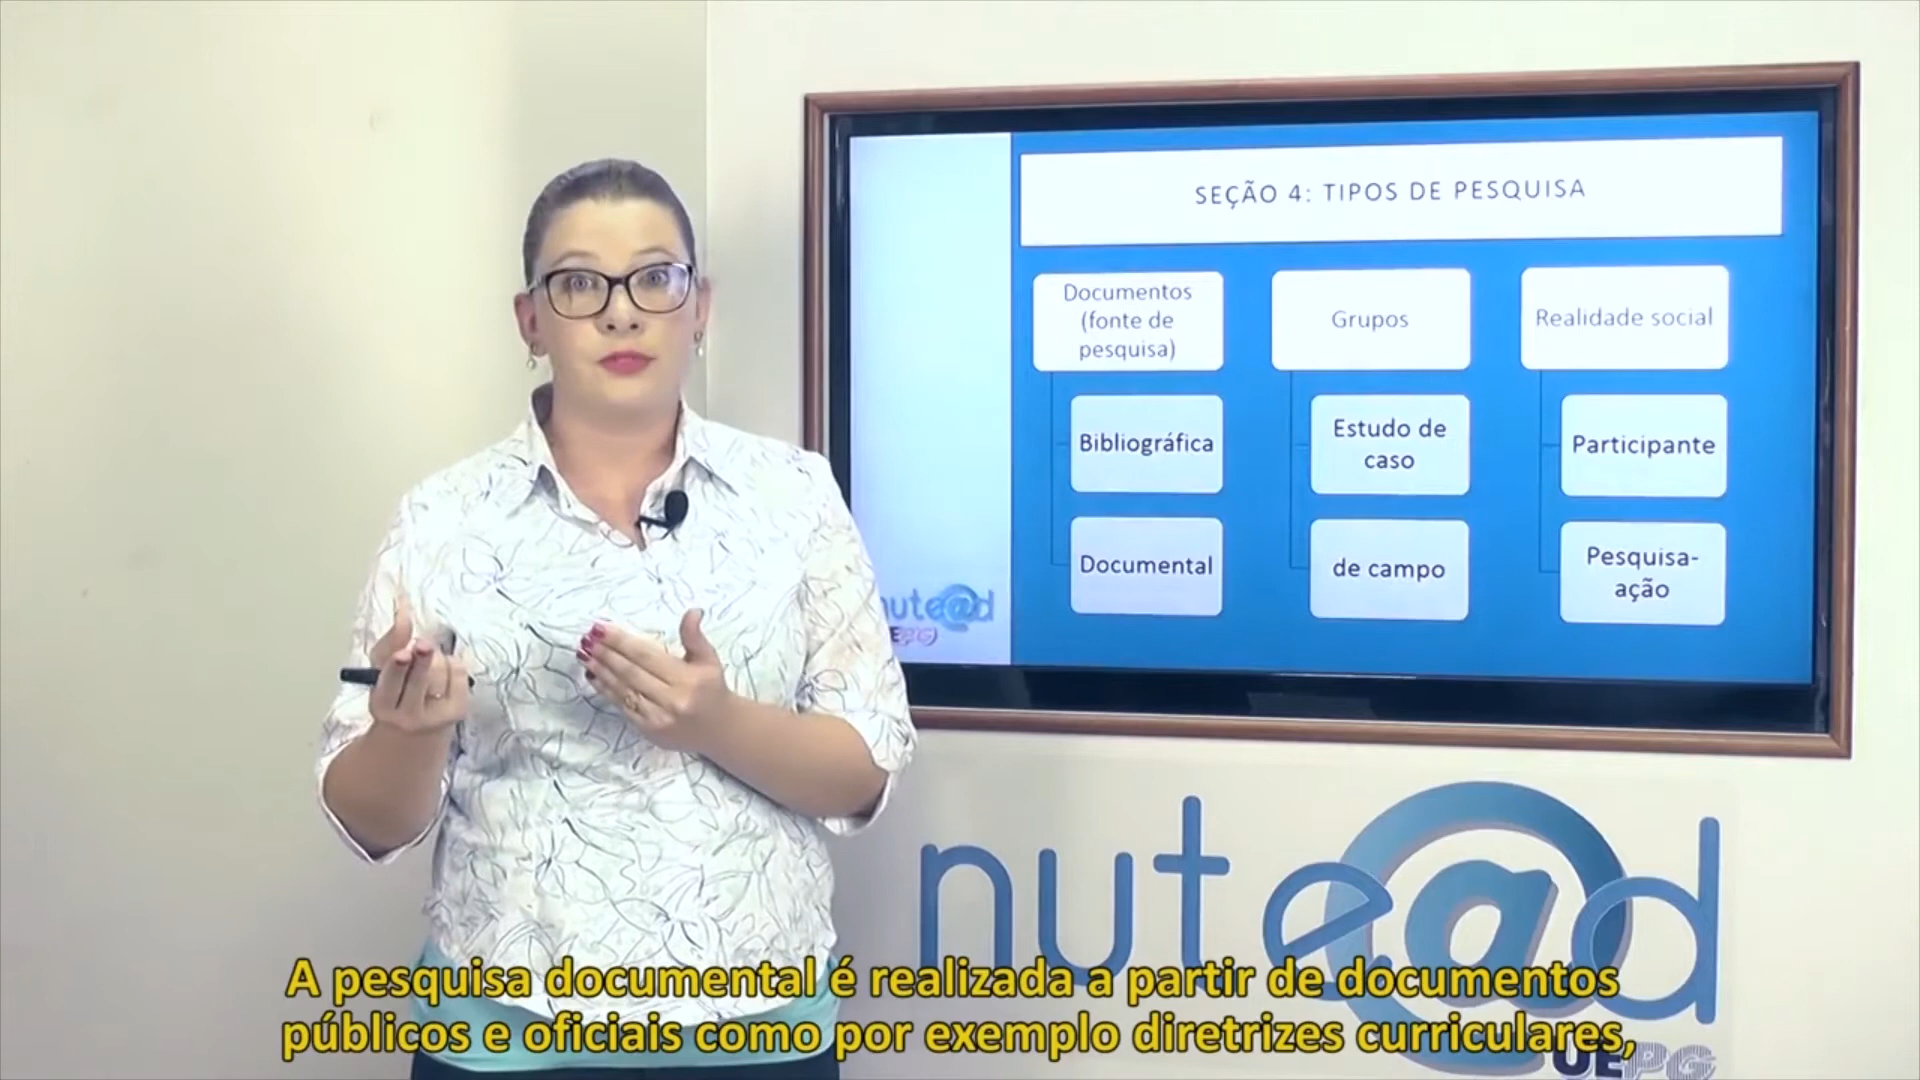 SEÇÃO 4: TIPOS DE PESQUISA
Documentos
(fonte de
pesquisa)
Bibliográfica
Documental
Grupos
Estudo de
caso
de campo
Realidade social
Participante
Pesquisa-
ação
nute@d
UEPG
nute@d
UEPG
A pesquisa documental é realizada a partir de documentos
públicos e oficiais como por exemplo diretrizes curriculares,